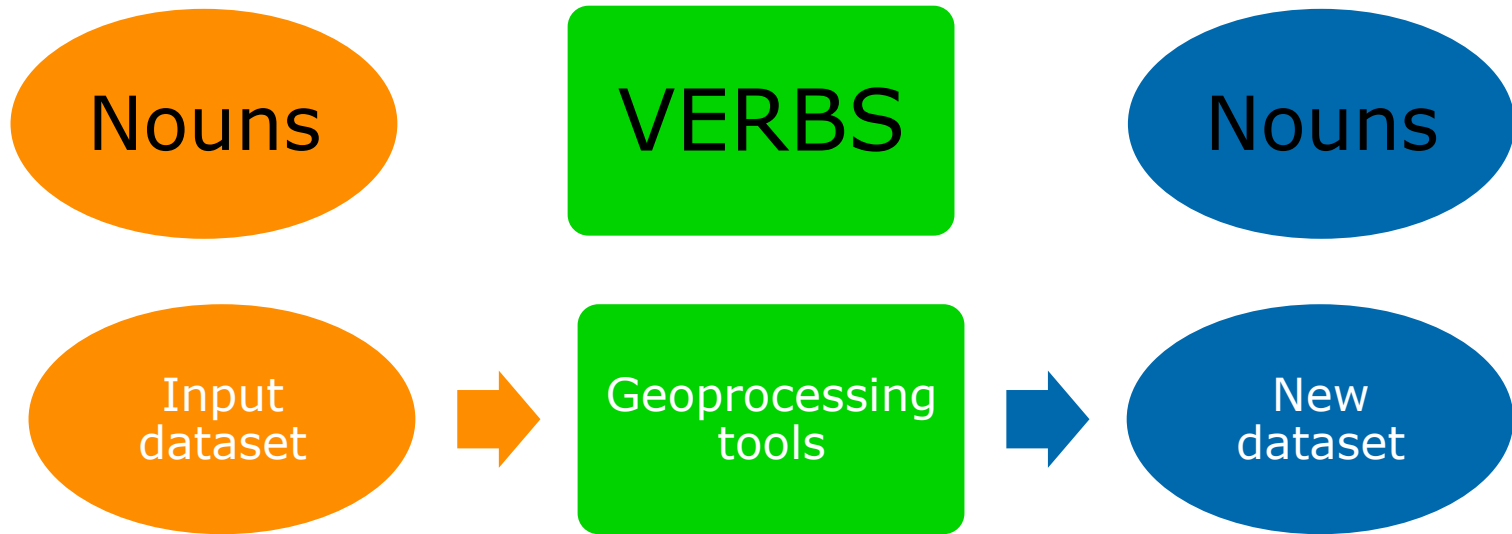 Nouns
VERBS
Nouns
Input
dataset
Geoprocessing
tools
New
dataset